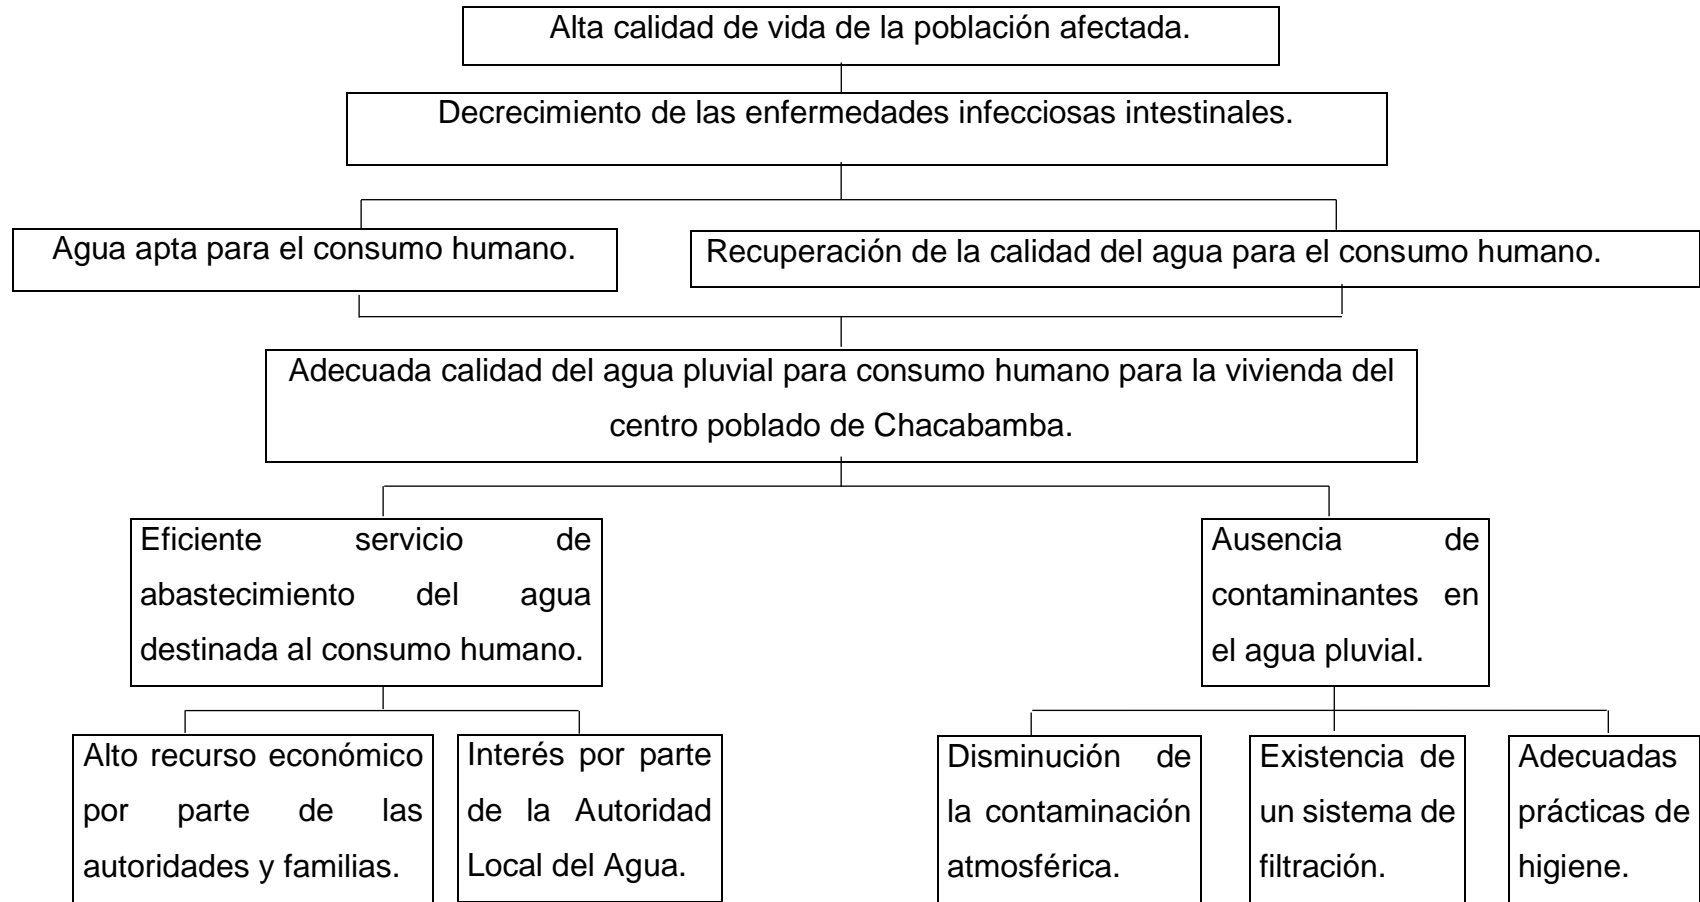 Alta calidad de vida de la población afectada.
Decrecimiento de las enfermedades infecciosas intestinales.
Agua apta para el consumo humano.
Recuperación de la calidad del agua para el consumo humano.
Adecuada calidad del agua pluvial para consumo humano para la vivienda del
centro poblado de Chacabamba.
Eficiente servicio de
abastecimiento del agua
destinada al consumo humano.
Ausencia de
contaminantes en
el agua pluvial.
Alto recurso económico
por parte de las
autoridades y familias.
Interés por parte
de la Autoridad
Local del Agua.
Disminución de
la contaminación
atmosférica.
Existencia de
un sistema de
filtración.
Adecuadas
prácticas de
higiene.